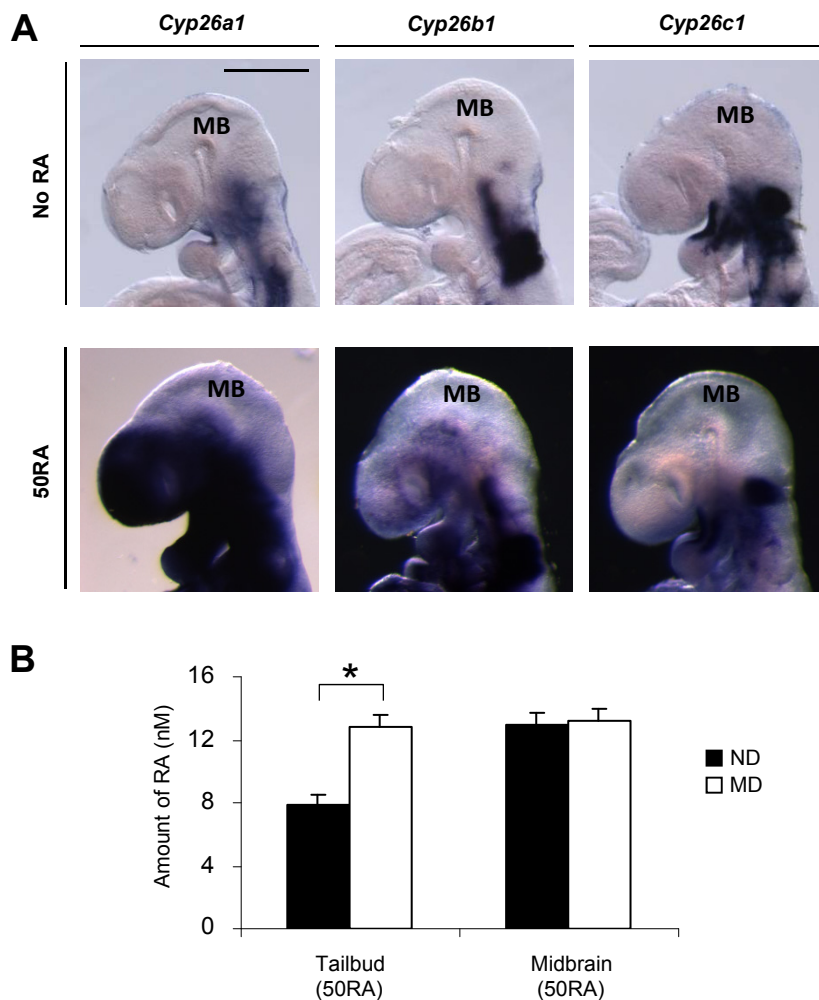 A
Cyp26a1 Cyp26b1 Cyp26c1
No RA
MB MB MB
50RA
MB MB MB
B
Amount of RA (nM)
16
12
8
4
0
*
ND
MD
Tailbud Midbrain
(50RA) (50RA)